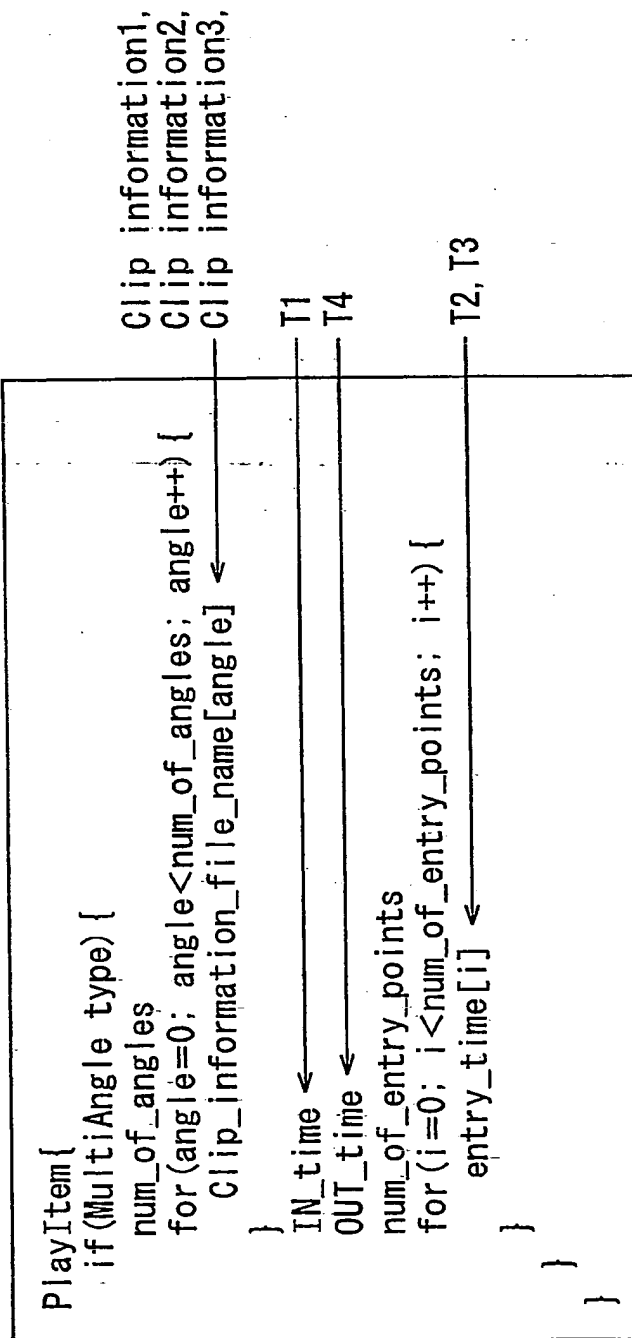 PlayItem{
if(MultiAngle type){
num_of_angles
for(angle=0; angle<num_of_angles; angle++){
Clip_information_file_name[angle]
}
IN_time
OUT_time
num_of_entry_points
for(i=0; i<num_of_entry_points; i++){
entry_time[i]
}
}
}
Clip information1,
Clip information2,
Clip information3,
T1
T4
T2, T3